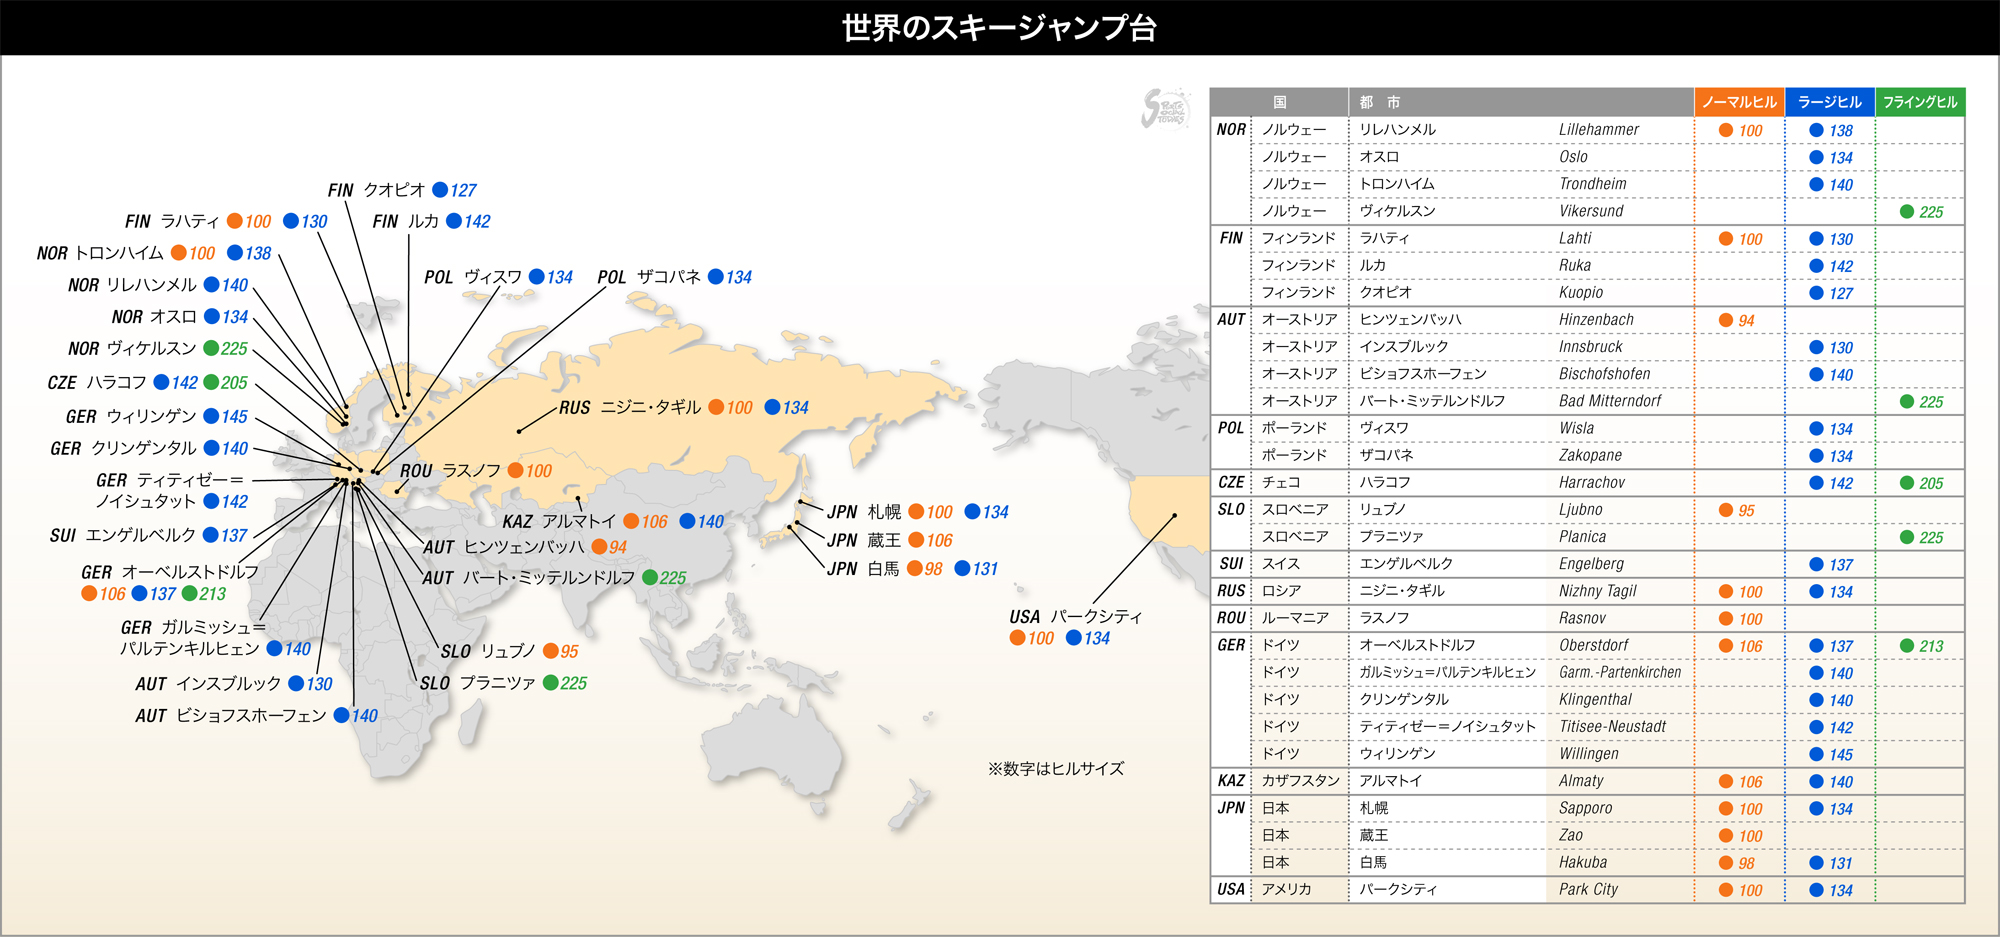 世界のスキージャンプ台
FIN クオピオ 127
FIN ラハティ 100 130
FIN ルカ 142
NOR トロンハイム 100 138
NOR リレハンメル 140
NOR オスロ 134
NOR ヴィケルスン 225
CZE ハラコフ 142 205
GER ウィリンゲン 145
GER クリンゲンタル 140
GER ティティゼー＝
ノイシュタット 142
SUI エンゲルベルク 137
GER オーベルストドルフ
106 137 213
GER ガルミッシュ＝
パルテンキルヒェン 140
AUT インスブルック 130
AUT ビショフスホーフェン 140
POL ヴィスワ 134
POL ザコパネ 134
RUS ニジニ・タギル 100 134
ROU ラスノフ 100
KAZ アルマトイ 106 140
AUT ヒンツェンバッハ 94
AUT バート・ミッテルンドルフ 225
SLO リュブノ 95
SLO プラニツァ 225
JPN 札幌 100 134
JPN 蔵王 106
JPN 白馬 98 131
USA パークシティ
100 134
※数字はヒルサイズ
国 都 市 ノーマルヒル ラージヒル フライングヒル
NOR ノルウェー リレハンメル Lillehammer 100 138
ノルウェー オスロ Oslo 134
ノルウェー トロンハイム Trondheim 140
ノルウェー ヴィケルスン Vikersund 225
FIN フィンランド ラハティ Lahti 100 130
フィンランド ルカ Ruka 142
フィンランド クオピオ Kuopio 127
AUT オーストリア ヒンツェンバッハ Hinzenbach 94
オーストリア インスブルック Innsbruck 130
オーストリア ビショフスホーフェン Bischofshofen 140
オーストリア バート・ミッテルンドルフ Bad Mitterndorf 225
POL ポーランド ヴィスワ Wisla 134
ポーランド ザコパネ Zakopane 134
CZE チェコ ハラコフ Harrachov 142 205
SLO スロベニア リュブノ Ljubno 95
スロベニア プラニツァ Planica 225
SUI スイス エンゲルベルク Engelberg 137
RUS ロシア ニジニ・タギル Nizhny Tagil 100 134
ROU ルーマニア ラスノフ Rasnov 100
GER ドイツ オーベルストドルフ Oberstdorf 106 137 213
ドイツ ガルミッシュ＝パルテンキルヒェン Garm.-Partenkirchen 140
ドイツ クリンゲンタル Klingenthal 140
ドイツ ティティゼー＝ノイシュタット Titisee-Neustadt 142
ドイツ ウィリンゲン Willingen 145
KAZ カザフスタン アルマトイ Almaty 106 140
JPN 日本 札幌 Sapporo 100 134
日本 蔵王 Zao 100
日本 白馬 Hakuba 98 131
USA アメリカ パークシティ Park City 100 134